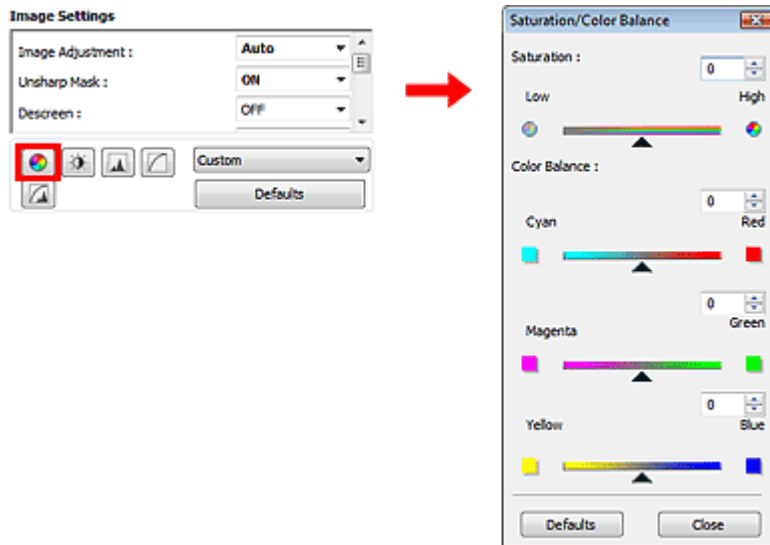 Image Settings
Image Adjustment :
Auto
Unsharp Mask :
ON
Descreen :
OFF
Custom
Defaults
Saturation/Color Balance
Saturation :
0
Low
High
Color Balance :
0
Cyan
Red
0
Magenta
Green
0
Yellow
Blue
Defaults
Close